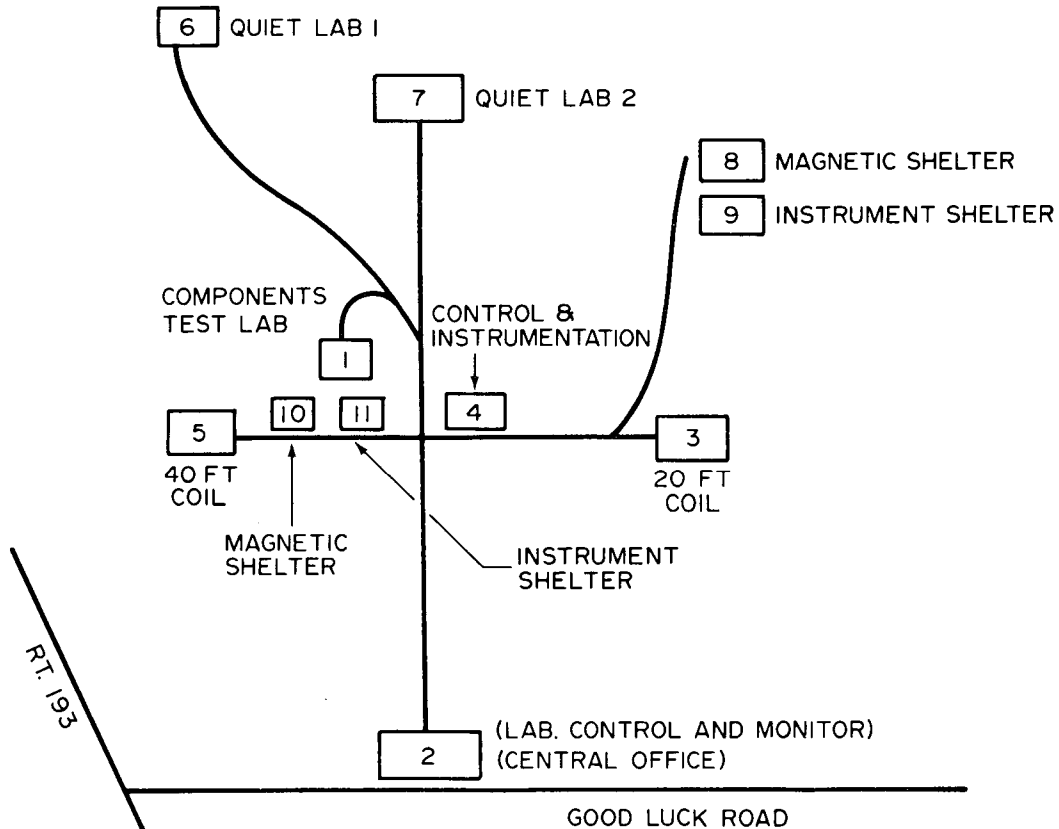 6 QUIET LAB 1
7 QUIET LAB 2
8 MAGNETIC SHELTER
9 INSTRUMENT SHELTER
COMPONENTS
TEST LAB
1
CONTROL &
INSTRUMENTATION
4
10
11
5
40 FT
COIL
3
20 FT
COIL
MAGNETIC
SHELTER
INSTRUMENT
SHELTER
RT. 193
2
(LAB. CONTROL AND MONITOR)
(CENTRAL OFFICE)
GOOD LUCK ROAD